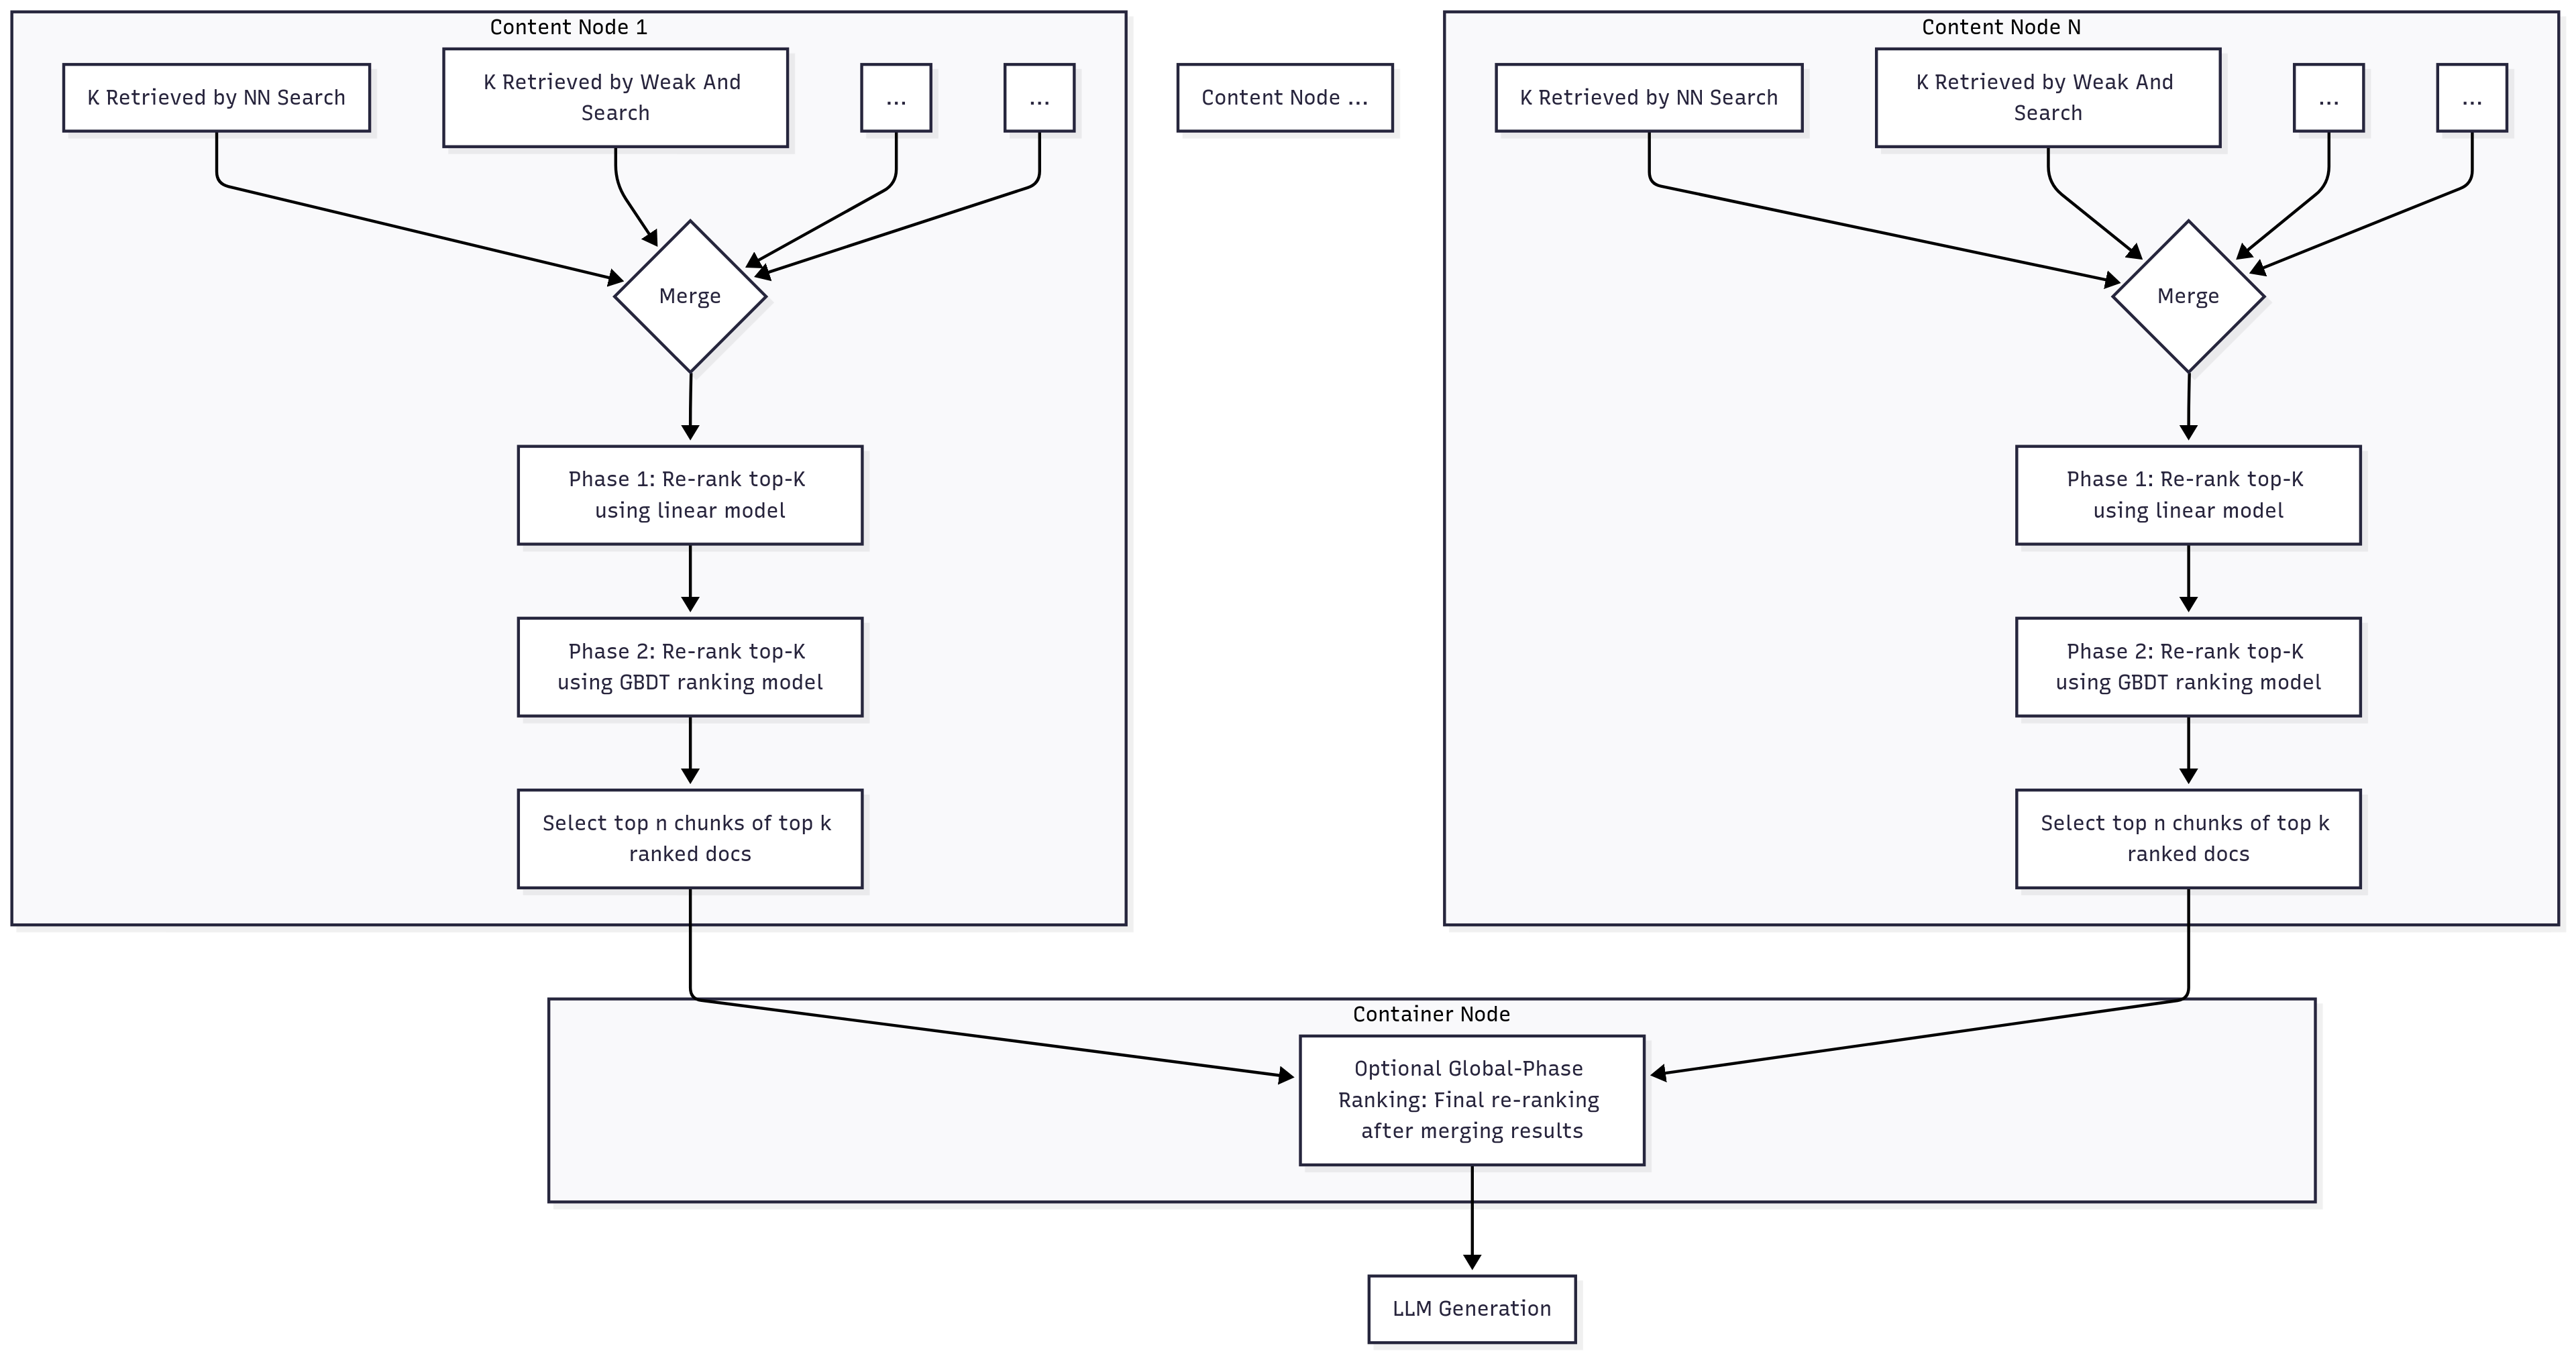 Content Node 1
K Retrieved by NN Search
K Retrieved by Weak And
Search
...
...
Merge
Phase 1: Re-rank top-K
using linear model
Phase 2: Re-rank top-K
using GBDT ranking model
Select top n chunks of top k
ranked docs
Content Node ...
Content Node N
K Retrieved by NN Search
K Retrieved by Weak And
Search
...
...
Merge
Phase 1: Re-rank top-K
using linear model
Phase 2: Re-rank top-K
using GBDT ranking model
Select top n chunks of top k
ranked docs
Container Node
Optional Global-Phase
Ranking: Final re-ranking
after merging results
LLM Generation